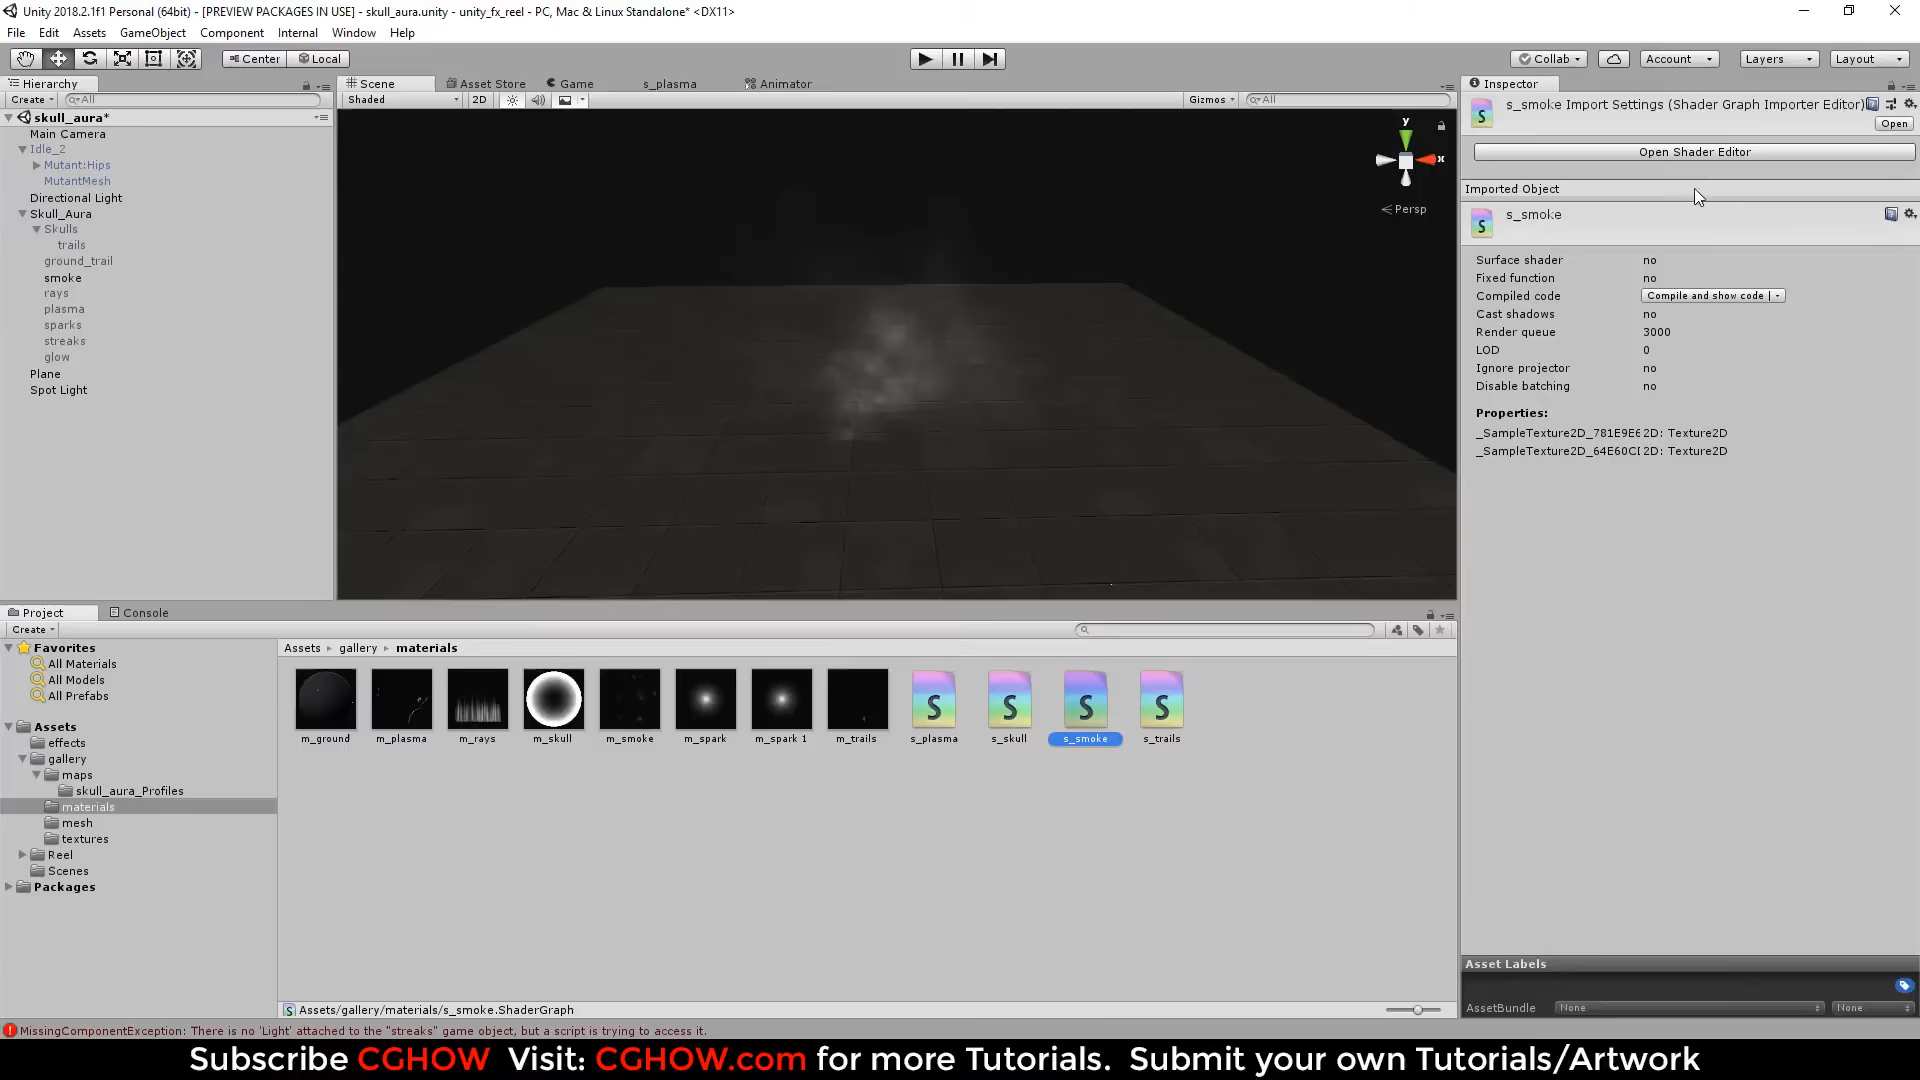 Unity 2018.2.1f1 Personal (64bit) - [PREVIEW PACKAGES IN USE] - skull_aura.unity - unity_fx_reel - PC, Mac & Linux Standalone* <DX11>
File Edit Assets GameObject Component Internal Window Help
Center Local Collab Account Layers Layout
Hierarchy
Create All
skull_aura*
Main Camera
Idle_2
Mutant:Hips
MutantMesh
Directional Light
Skull_Aura
Skulls
trails
ground_trail
smoke
rays
plasma
sparks
streaks
glow
Plane
Spot Light
Scene Asset Store Game s_plasma Animator
Shaded 2D Gizmos All
y
x
Persp
Inspector
s_smoke Import Settings (Shader Graph Importer Editor)
Open
Open Shader Editor
Imported Object
s_smoke
Surface shader no
Fixed function no
Compiled code Compile and show code
Cast shadows no
Render queue 3000
LOD 0
Ignore projector no
Disable batching no
Properties:
_SampleTexture2D_781E9E6 2D: Texture2D
_SampleTexture2D_64E60C 2D: Texture2D
Asset Labels
AssetBundle None None
Project Console
Create
Favorites
All Materials
All Models
All Prefabs
Assets
effects
gallery
maps
skull_aura_Profiles
materials
mesh
textures
Reel
Scenes
Packages
Assets gallery materials
m_ground m_plasma m_rays m_skull m_smoke m_spark m_spark 1 m_trails s_plasma s_skull s_smoke s_trails
Assets/gallery/materials/s_smoke.ShaderGraph
MissingComponentException: There is no 'Light' attached to the "streaks" game object, but a script is trying to access it.
Subscribe CGHOW Visit: CGHOW.com for more Tutorials. Submit your own Tutorials/Artwork